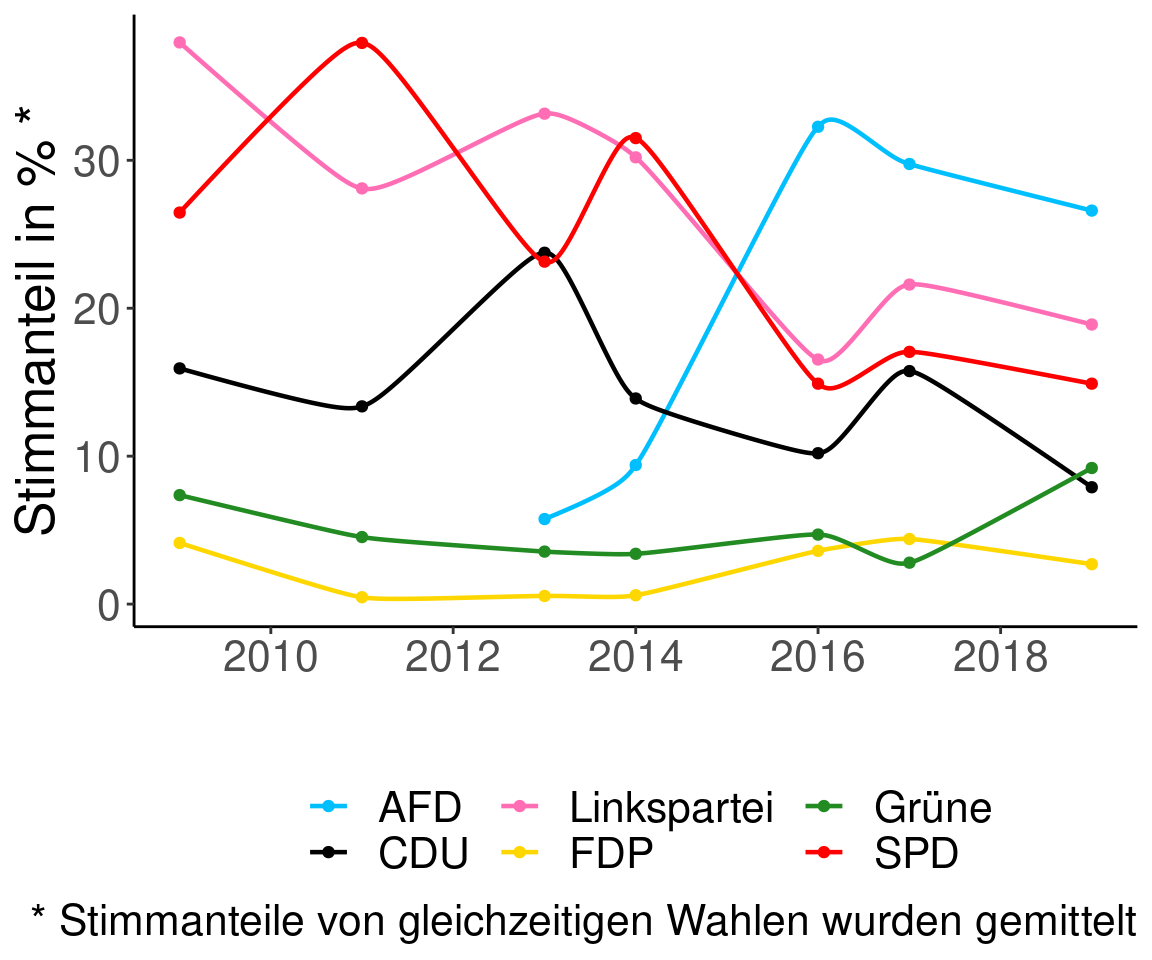 Stimmanteil in % *
30
20
10
0
2010 2012 2014 2016 2018
AFD Linkspartei Grüne
CDU FDP SPD
* Stimmanteile von gleichzeitigen Wahlen wurden gemittelt